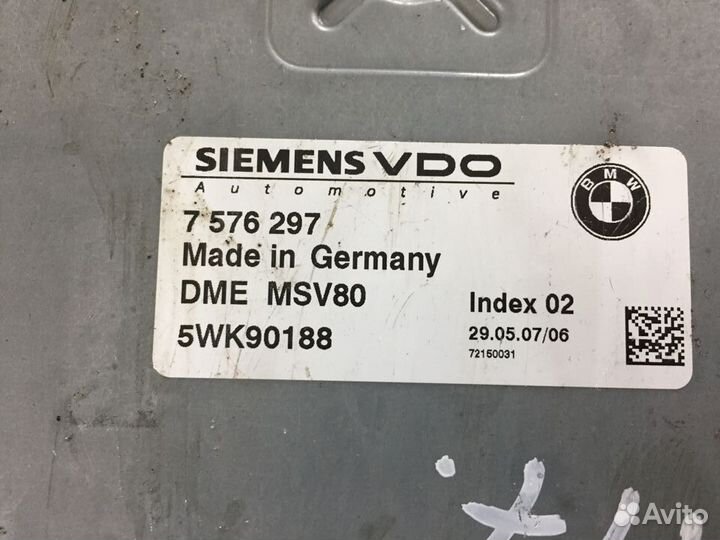 SIEMENS VDO
Automotive
BMW
7 576 297
Made in Germany
DME MSV80
Index 02
5WK90188
29.05.07/06
72150031
Avito